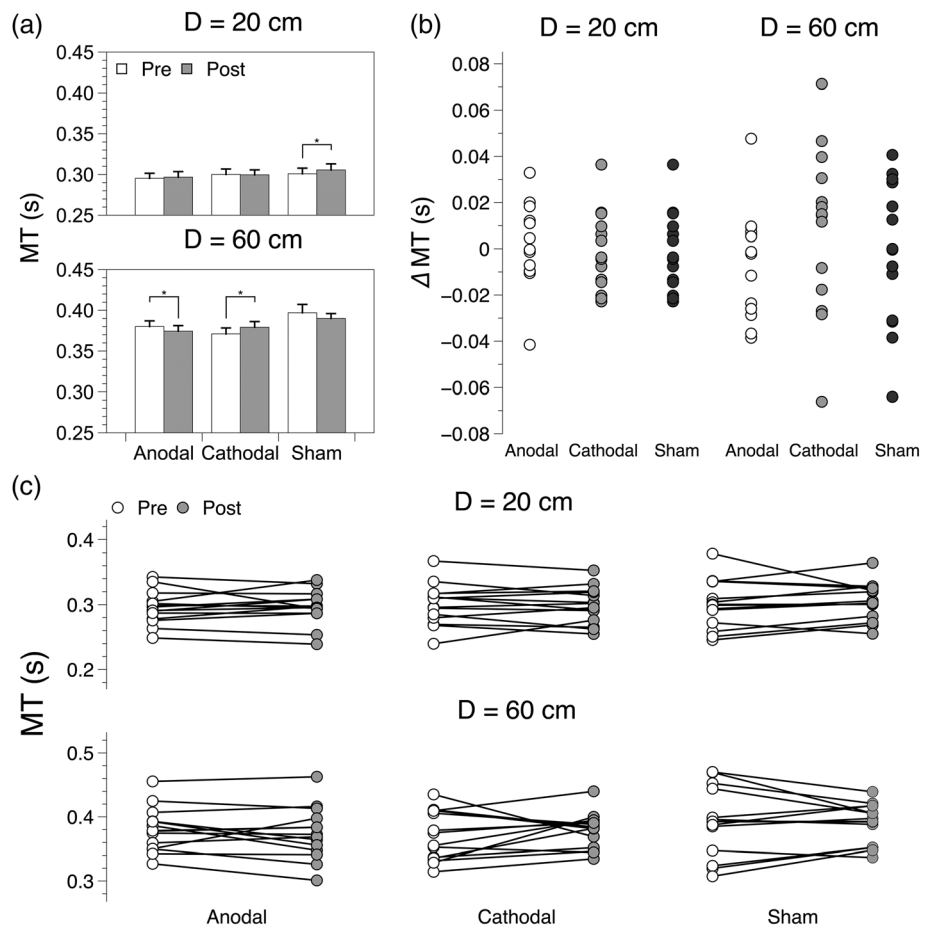 (a)
D = 20 cm
MT (s)
0.45
0.40
0.35
0.30
0.25
Pre
Post
*
D = 60 cm
0.45
0.40
0.35
0.30
0.25
*
*
Anodal
Cathodal
Sham
(b)
D = 20 cm
D = 60 cm
Δ MT (s)
0.08
0.06
0.04
0.02
0
−0.02
−0.04
−0.06
−0.08
Anodal
Cathodal
Sham
Anodal
Cathodal
Sham
(c)
Pre
Post
D = 20 cm
MT (s)
0.4
0.3
0.2
D = 60 cm
0.5
0.4
0.3
Anodal
Cathodal
Sham